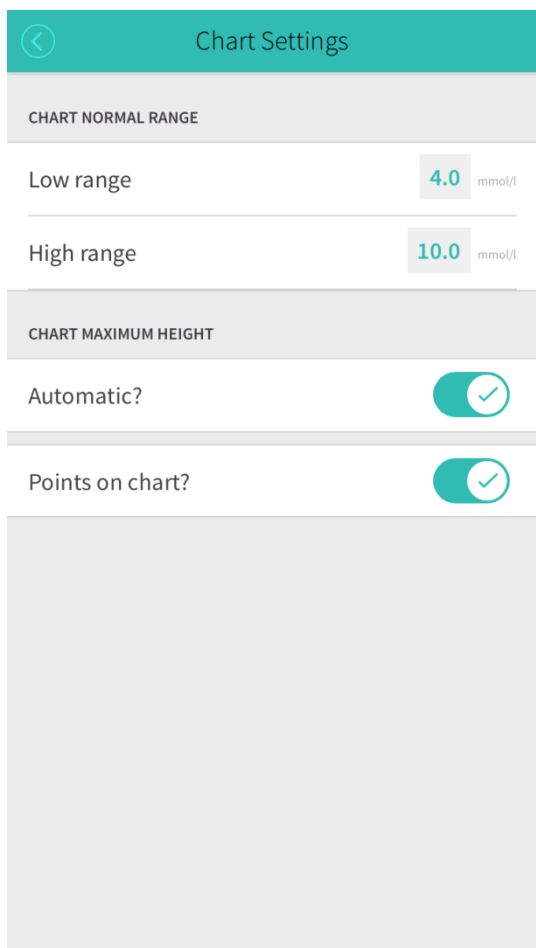 Chart Settings
CHART NORMAL RANGE
Low range 4.0 mmol/l
High range 10.0 mmol/l
CHART MAXIMUM HEIGHT
Automatic?
Points on chart?